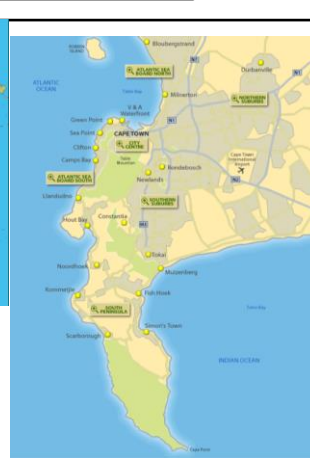 Bloubergstrand
ATLANTIC
OCEAN
ATLANTIC SEA
BOARD NORTH
Durbanville
Table Bay
Milnerton
NORTHERN
SUBURBS
V & A
Waterfront
Green Point
Sea Point
CAPE TOWN
CITY
CENTRE
Clifton
Camps Bay
Table
Mountain
Cape Town
International
Airport
Rondebosch
Newlands
ATLANTIC SEA
BOARD SOUTH
Llandudno
SOUTHERN
SUBURBS
Hout Bay
Constantia
Tokai
Noordhoek
Muizenberg
Kommetjie
Fish Hoek
SOUTH
PENINSULA
Scarborough
Simon's Town
INDIAN OCEAN
Cape Point